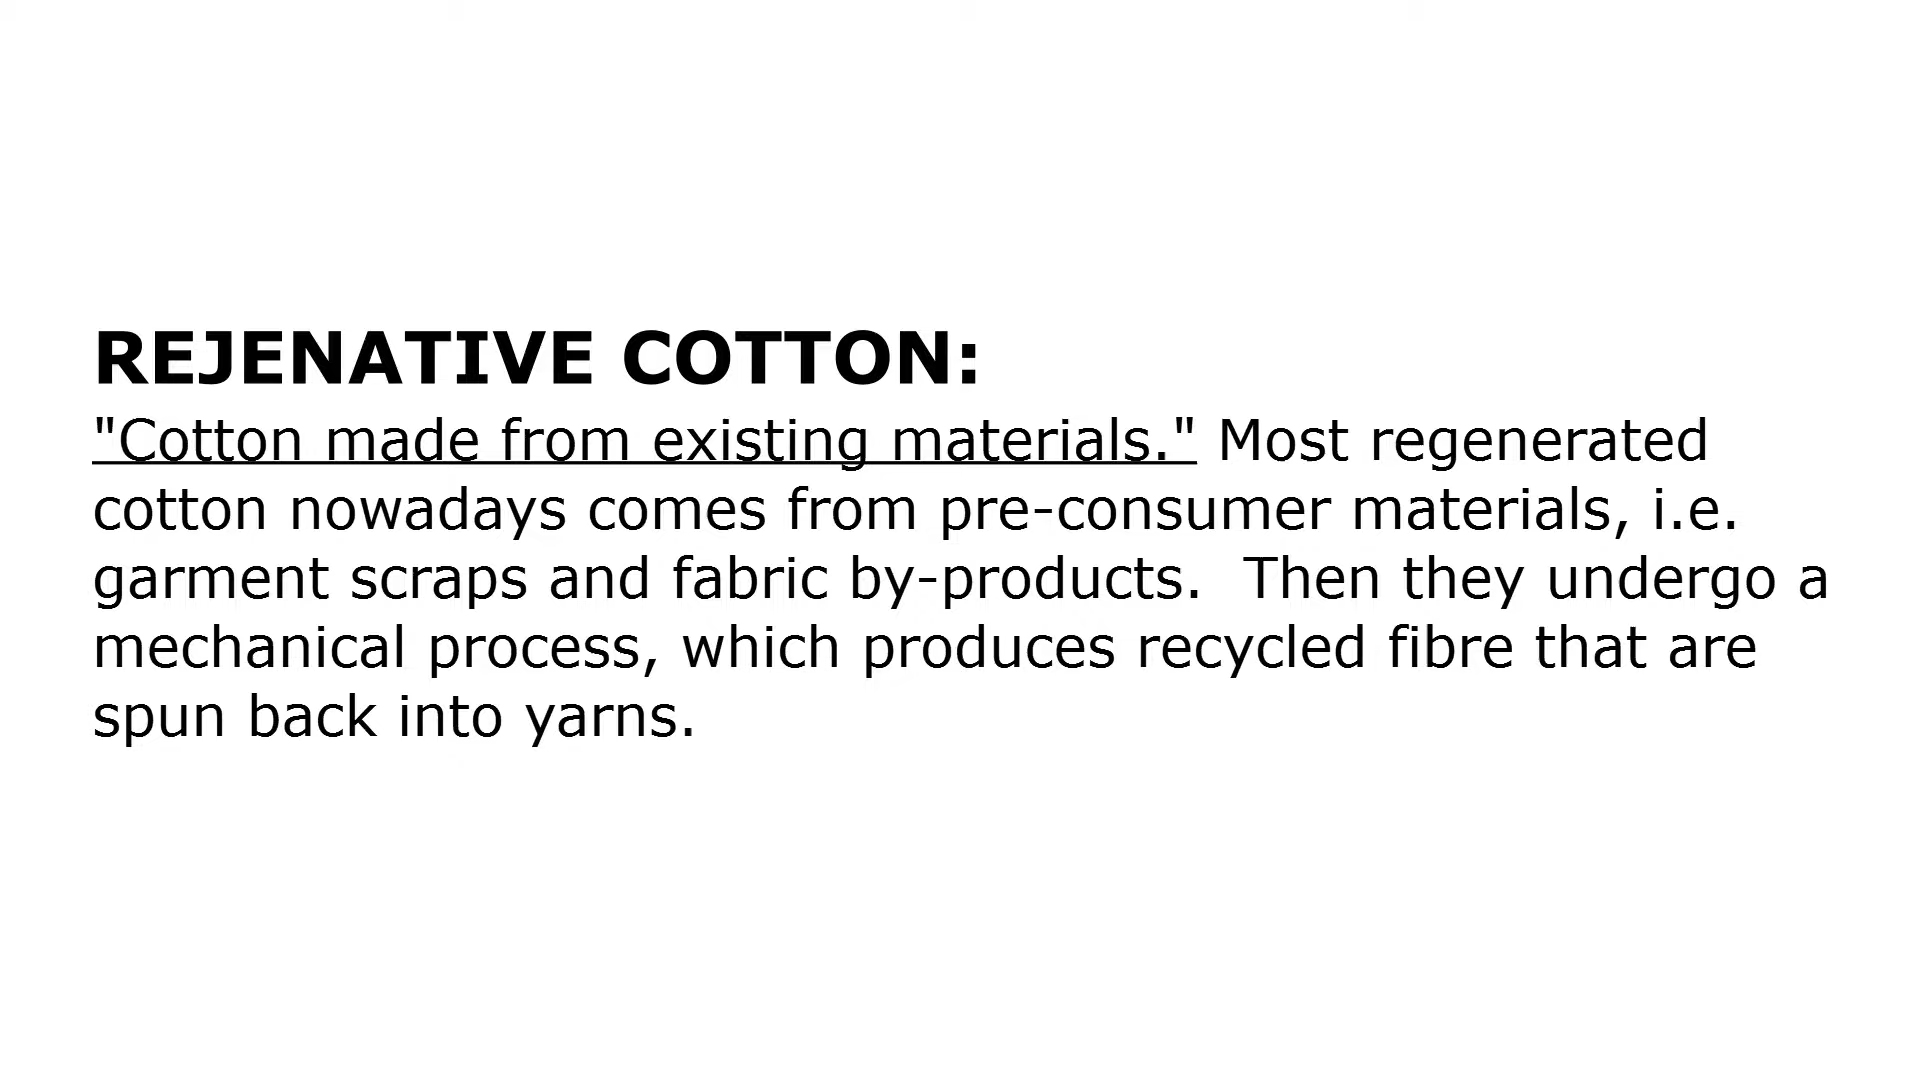 REJENATIVE COTTON:
"Cotton made from existing materials." Most regenerated
cotton nowadays comes from pre-consumer materials, i.e.
garment scraps and fabric by-products.  Then they undergo a
mechanical process, which produces recycled fibre that are
spun back into yarns.